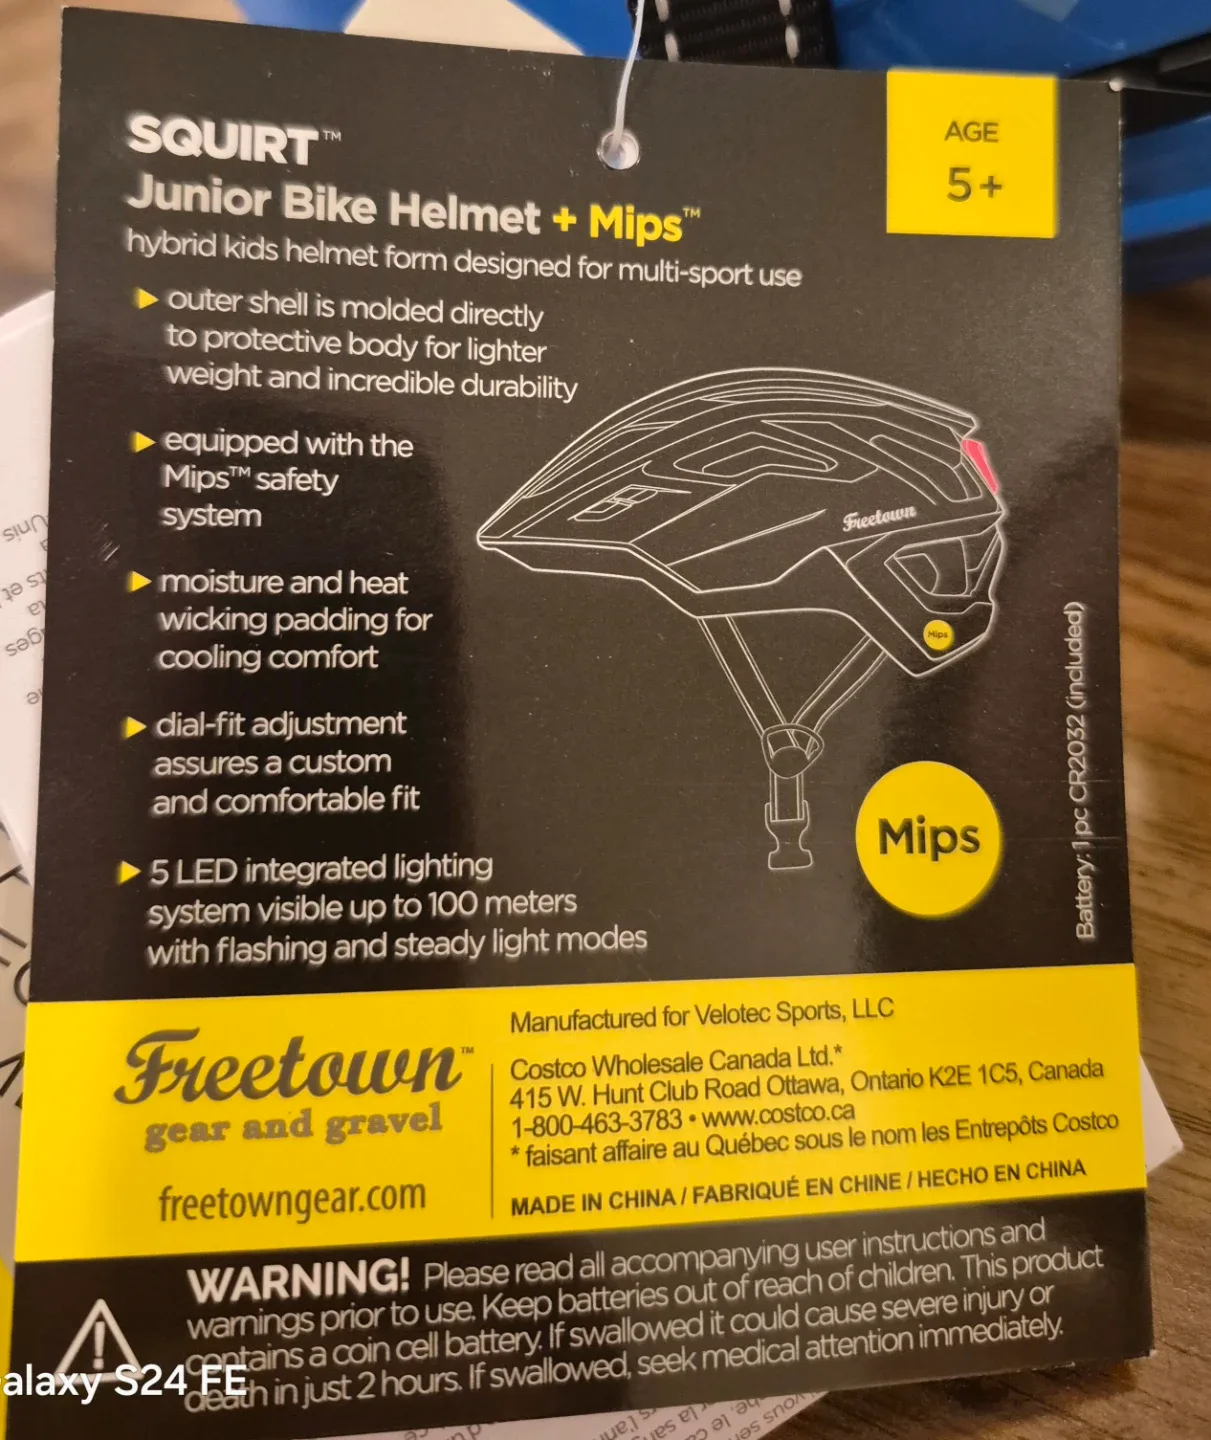 SQUIRT™
Junior Bike Helmet + Mips™
hybrid kids helmet form designed for multi-sport use
AGE
5+
outer shell is molded directly
to protective body for lighter
weight and incredible durability
equipped with the
Mips™ safety
system
moisture and heat
wicking padding for
cooling comfort
dial-fit adjustment
assures a custom
and comfortable fit
5 LED integrated lighting
system visible up to 100 meters
with flashing and steady light modes
Freetown
Mips
Mips
Battery: 1 pc CR2032 (included)
Freetown™
gear and gravel
freetowngear.com
Manufactured for Velotec Sports, LLC
Costco Wholesale Canada Ltd.*
415 W. Hunt Club Road Ottawa, Ontario K2E 1C5, Canada
1-800-463-3783 • www.costco.ca
* faisant affaire au Québec sous le nom les Entrepôts Costco
MADE IN CHINA / FABRIQUÉ EN CHINE / HECHO EN CHINA
WARNING! Please read all accompanying user instructions and
warnings prior to use. Keep batteries out of reach of children. This product
contains a coin cell battery. If swallowed it could cause severe injury or
death in just 2 hours. If swallowed, seek medical attention immediately.
alaxy S24 FE